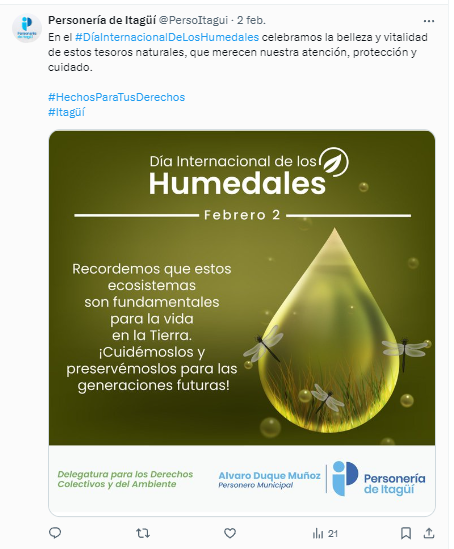 Personería de Itagüí @PersoItagui · 2 feb.
En el #DíaInternacionalDeLosHumedales celebramos la belleza y vitalidad
de estos tesoros naturales, que merecen nuestra atención, protección y
cuidado.
#HechosParaTusDerechos
#Itagüí
Día Internacional de los
Humedales
Febrero 2
Recordemos que estos
ecosistemas
son fundamentales
para la vida
en la Tierra.
¡Cuidémoslos y
preservémoslos para las
generaciones futuras!
Delegatura para los Derechos
Colectivos y del Ambiente
Alvaro Duque Muñoz
Personero Municipal
Personería
de Itagüí
21